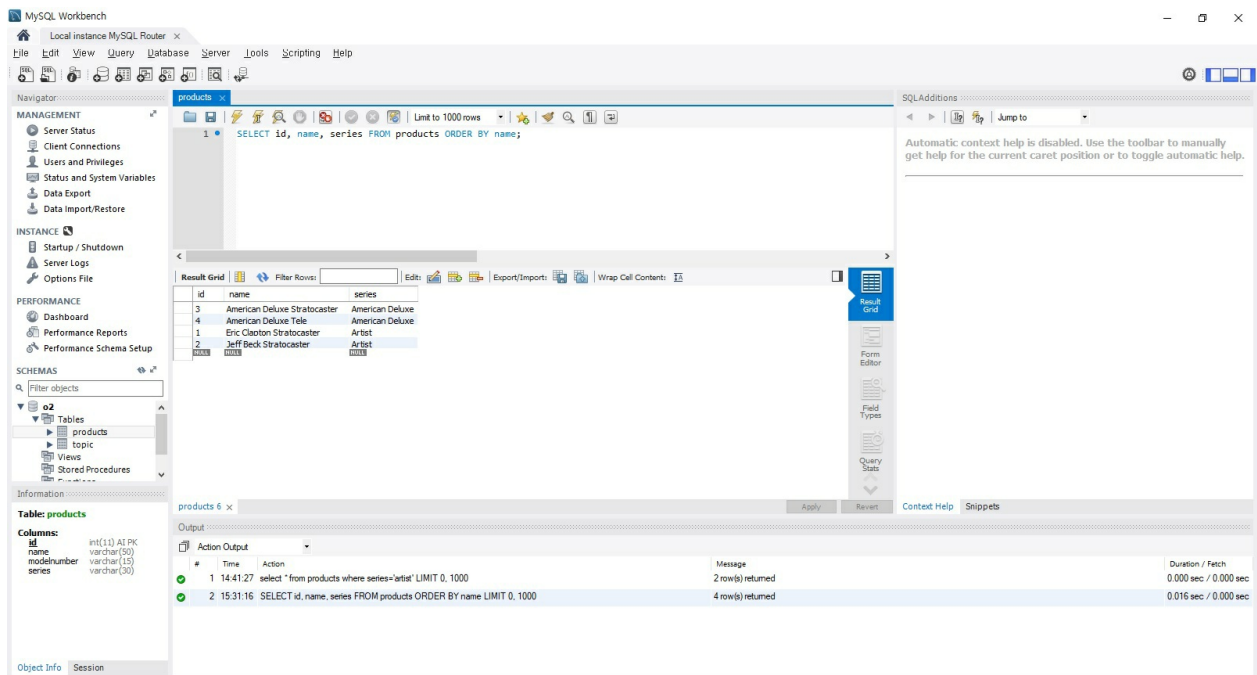 MySQL Workbench
Local instance MySQL Router
File Edit View Query Database Server Tools Scripting Help
Navigator
MANAGEMENT
Server Status
Client Connections
Users and Privileges
Status and System Variables
Data Export
Data Import/Restore
INSTANCE
Startup / Shutdown
Server Logs
Options File
PERFORMANCE
Dashboard
Performance Reports
Performance Schema Setup
SCHEMAS
Filter objects
o2
Tables
products
topic
Views
Stored Procedures
Information
Table: products
Columns:
id int(11) AI PK
name varchar(50)
modelnumber varchar(15)
series varchar(30)
Object Info Session
products
Limit to 1000 rows
1 SELECT id, name, series FROM products ORDER BY name;
Result Grid Filter Rows: Edit: Export/Import: Wrap Cell Content:
id name series
3 American Deluxe Stratocaster American Deluxe
4 American Deluxe Tele American Deluxe
1 Eric Clapton Stratocaster Artist
2 Jeff Beck Stratocaster Artist
NULL NULL NULL
Result Grid
Form Editor
Field Types
Query Stats
products 6 Apply Revert
SQLAdditions
Jump to
Automatic context help is disabled. Use the toolbar to manually
get help for the current caret position or to toggle automatic help.
Context Help Snippets
Output
Action Output
# Time Action Message Duration / Fetch
1 14:41:27 select * from products where series='artist' LIMIT 0, 1000 2 row(s) returned 0.000 sec / 0.000 sec
2 15:31:16 SELECT id, name, series FROM products ORDER BY name LIMIT 0, 1000 4 row(s) returned 0.016 sec / 0.000 sec